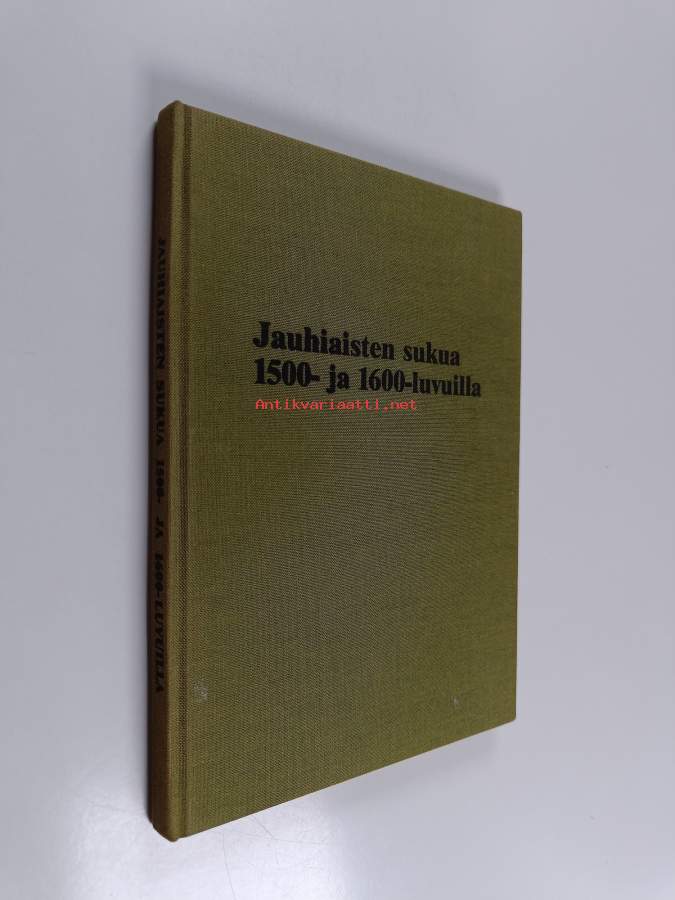 Jauhiaisten sukua
1500- ja 1600-luvuilla
Antikvariaatti.net
JAUHIAISTEN SUKUA 1500- JA 1600-LUVUILLA